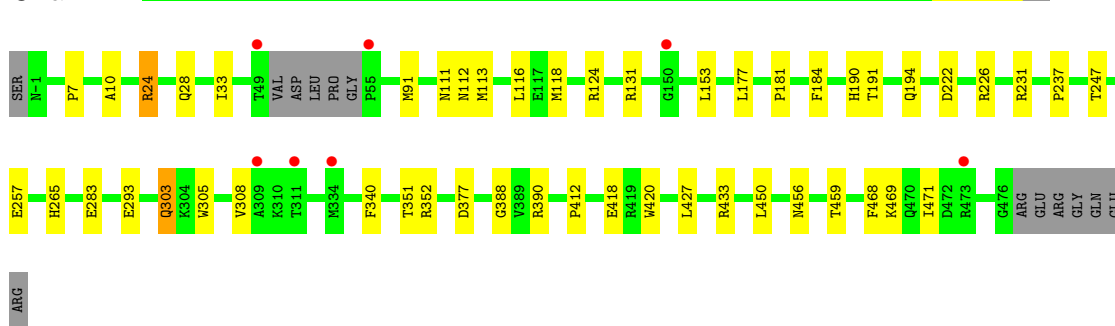 SER N-1 P7 A10 R24 Q28 I33 T49 VAL ASP LEU PRO GLY P55 M91 N111 N112 M113 L116 E117 M118 R124 R131 G150 L153 L177 P181 F184 H190 T191 Q194 D222 R226 R231 P237 T247
E257 H265 E283 E293 Q303 K304 W305 V308 A309 K310 T311 M334 F340 T351 R352 D377 G388 V389 R390 P412 E418 R419 W420 L427 R433 L450 N456 T459 F468 K469 Q470 I471 D472 R473 G476 ARG GLU ARG GLY GLN GLU
ARG